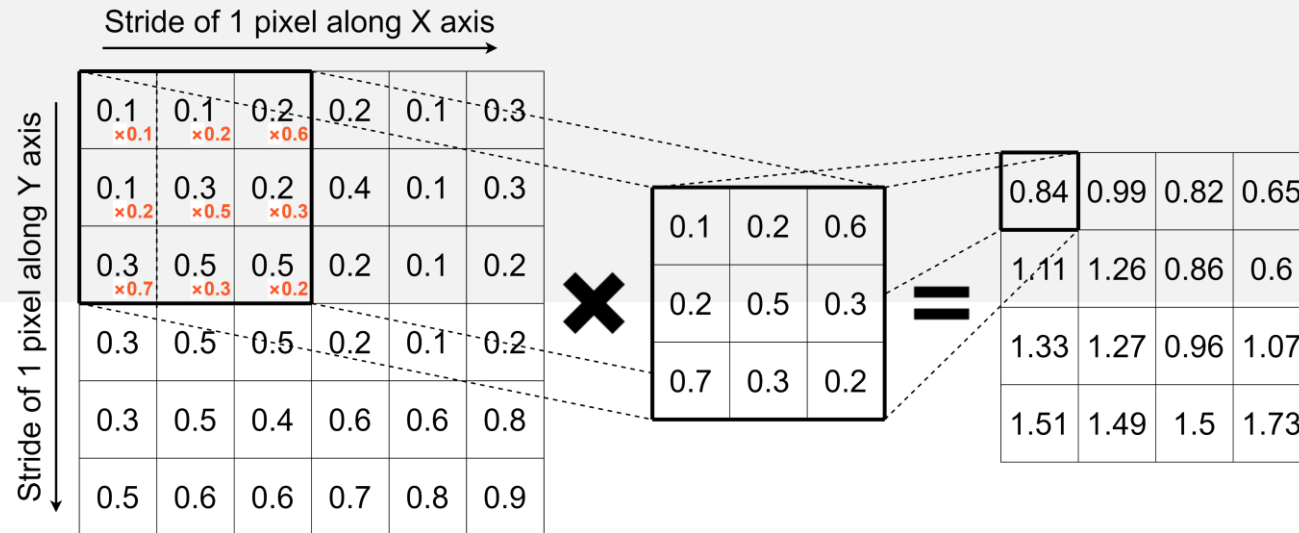 Stride of 1 pixel along X axis
Stride of 1 pixel along Y axis
0.1 0.1 0.2 0.2 0.1 0.3
×0.1 ×0.2 ×0.6
0.1 0.3 0.2 0.4 0.1 0.3
×0.2 ×0.5 ×0.3
0.3 0.5 0.5 0.2 0.1 0.2
×0.7 ×0.3 ×0.2
0.3 0.5 0.5 0.2 0.1 0.2
0.3 0.5 0.4 0.6 0.6 0.8
0.5 0.6 0.6 0.7 0.8 0.9
×
0.1 0.2 0.6
0.2 0.5 0.3
0.7 0.3 0.2
=
0.84 0.99 0.82 0.65
1.11 1.26 0.86 0.6
1.33 1.27 0.96 1.07
1.51 1.49 1.5 1.73